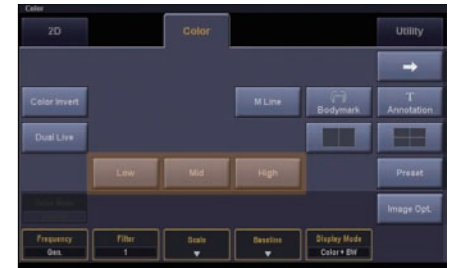 Color
2D
Color
Utility
Color Invert
M Line
Bodymark
T
Annotation
Dual Live
Low
Mid
High
Preset
Image Opt.
Frequency
Gen.
Filter
1
Scale
Baseline
Display Mode
Color + BW